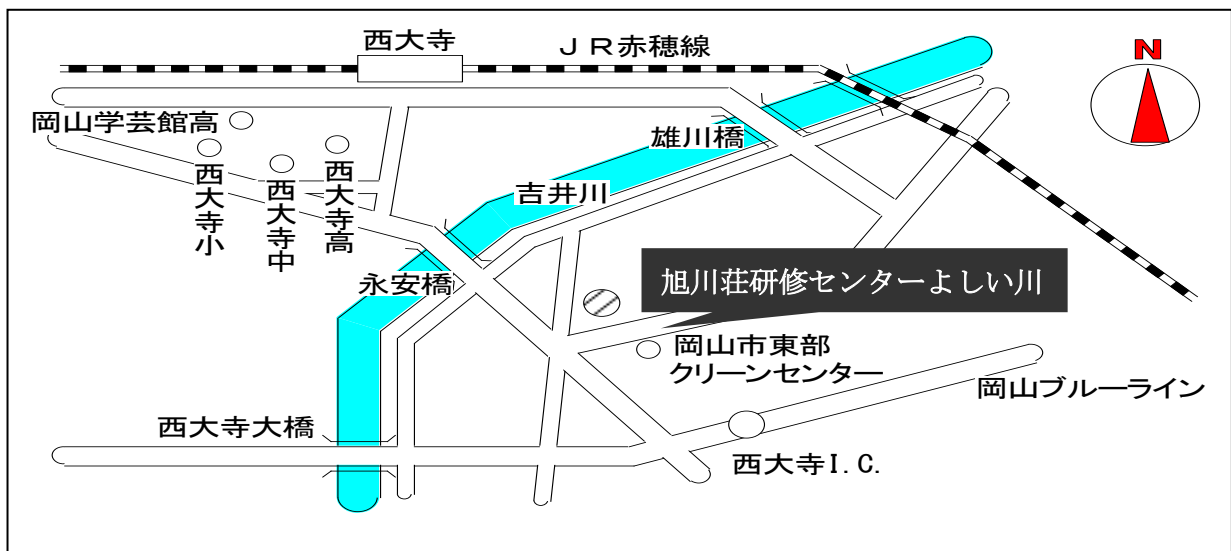 西大寺
ＪＲ赤穂線
N
岡山学芸館高
雄川橋
西大寺小
西大寺中
西大寺高
吉井川
永安橋
旭川荘研修センターよしい川
岡山市東部
クリーンセンター
岡山ブルーライン
西大寺大橋
西大寺I.C.